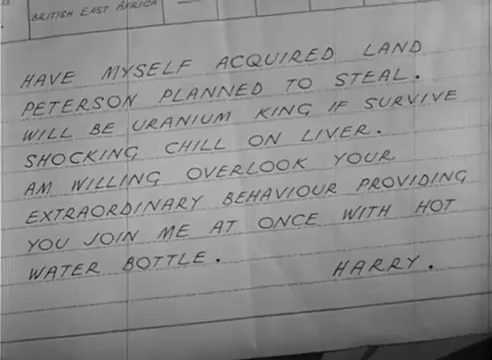 BRITISH EAST AFRICA
HAVE MYSELF ACQUIRED LAND
PETERSON PLANNED TO STEAL.
WILL BE URANIUM KING IF SURVIVE
SHOCKING CHILL ON LIVER.
AM WILLING OVERLOOK YOUR
EXTRAORDINARY BEHAVIOUR PROVIDING
YOU JOIN ME AT ONCE WITH HOT
WATER BOTTLE.
HARRY.